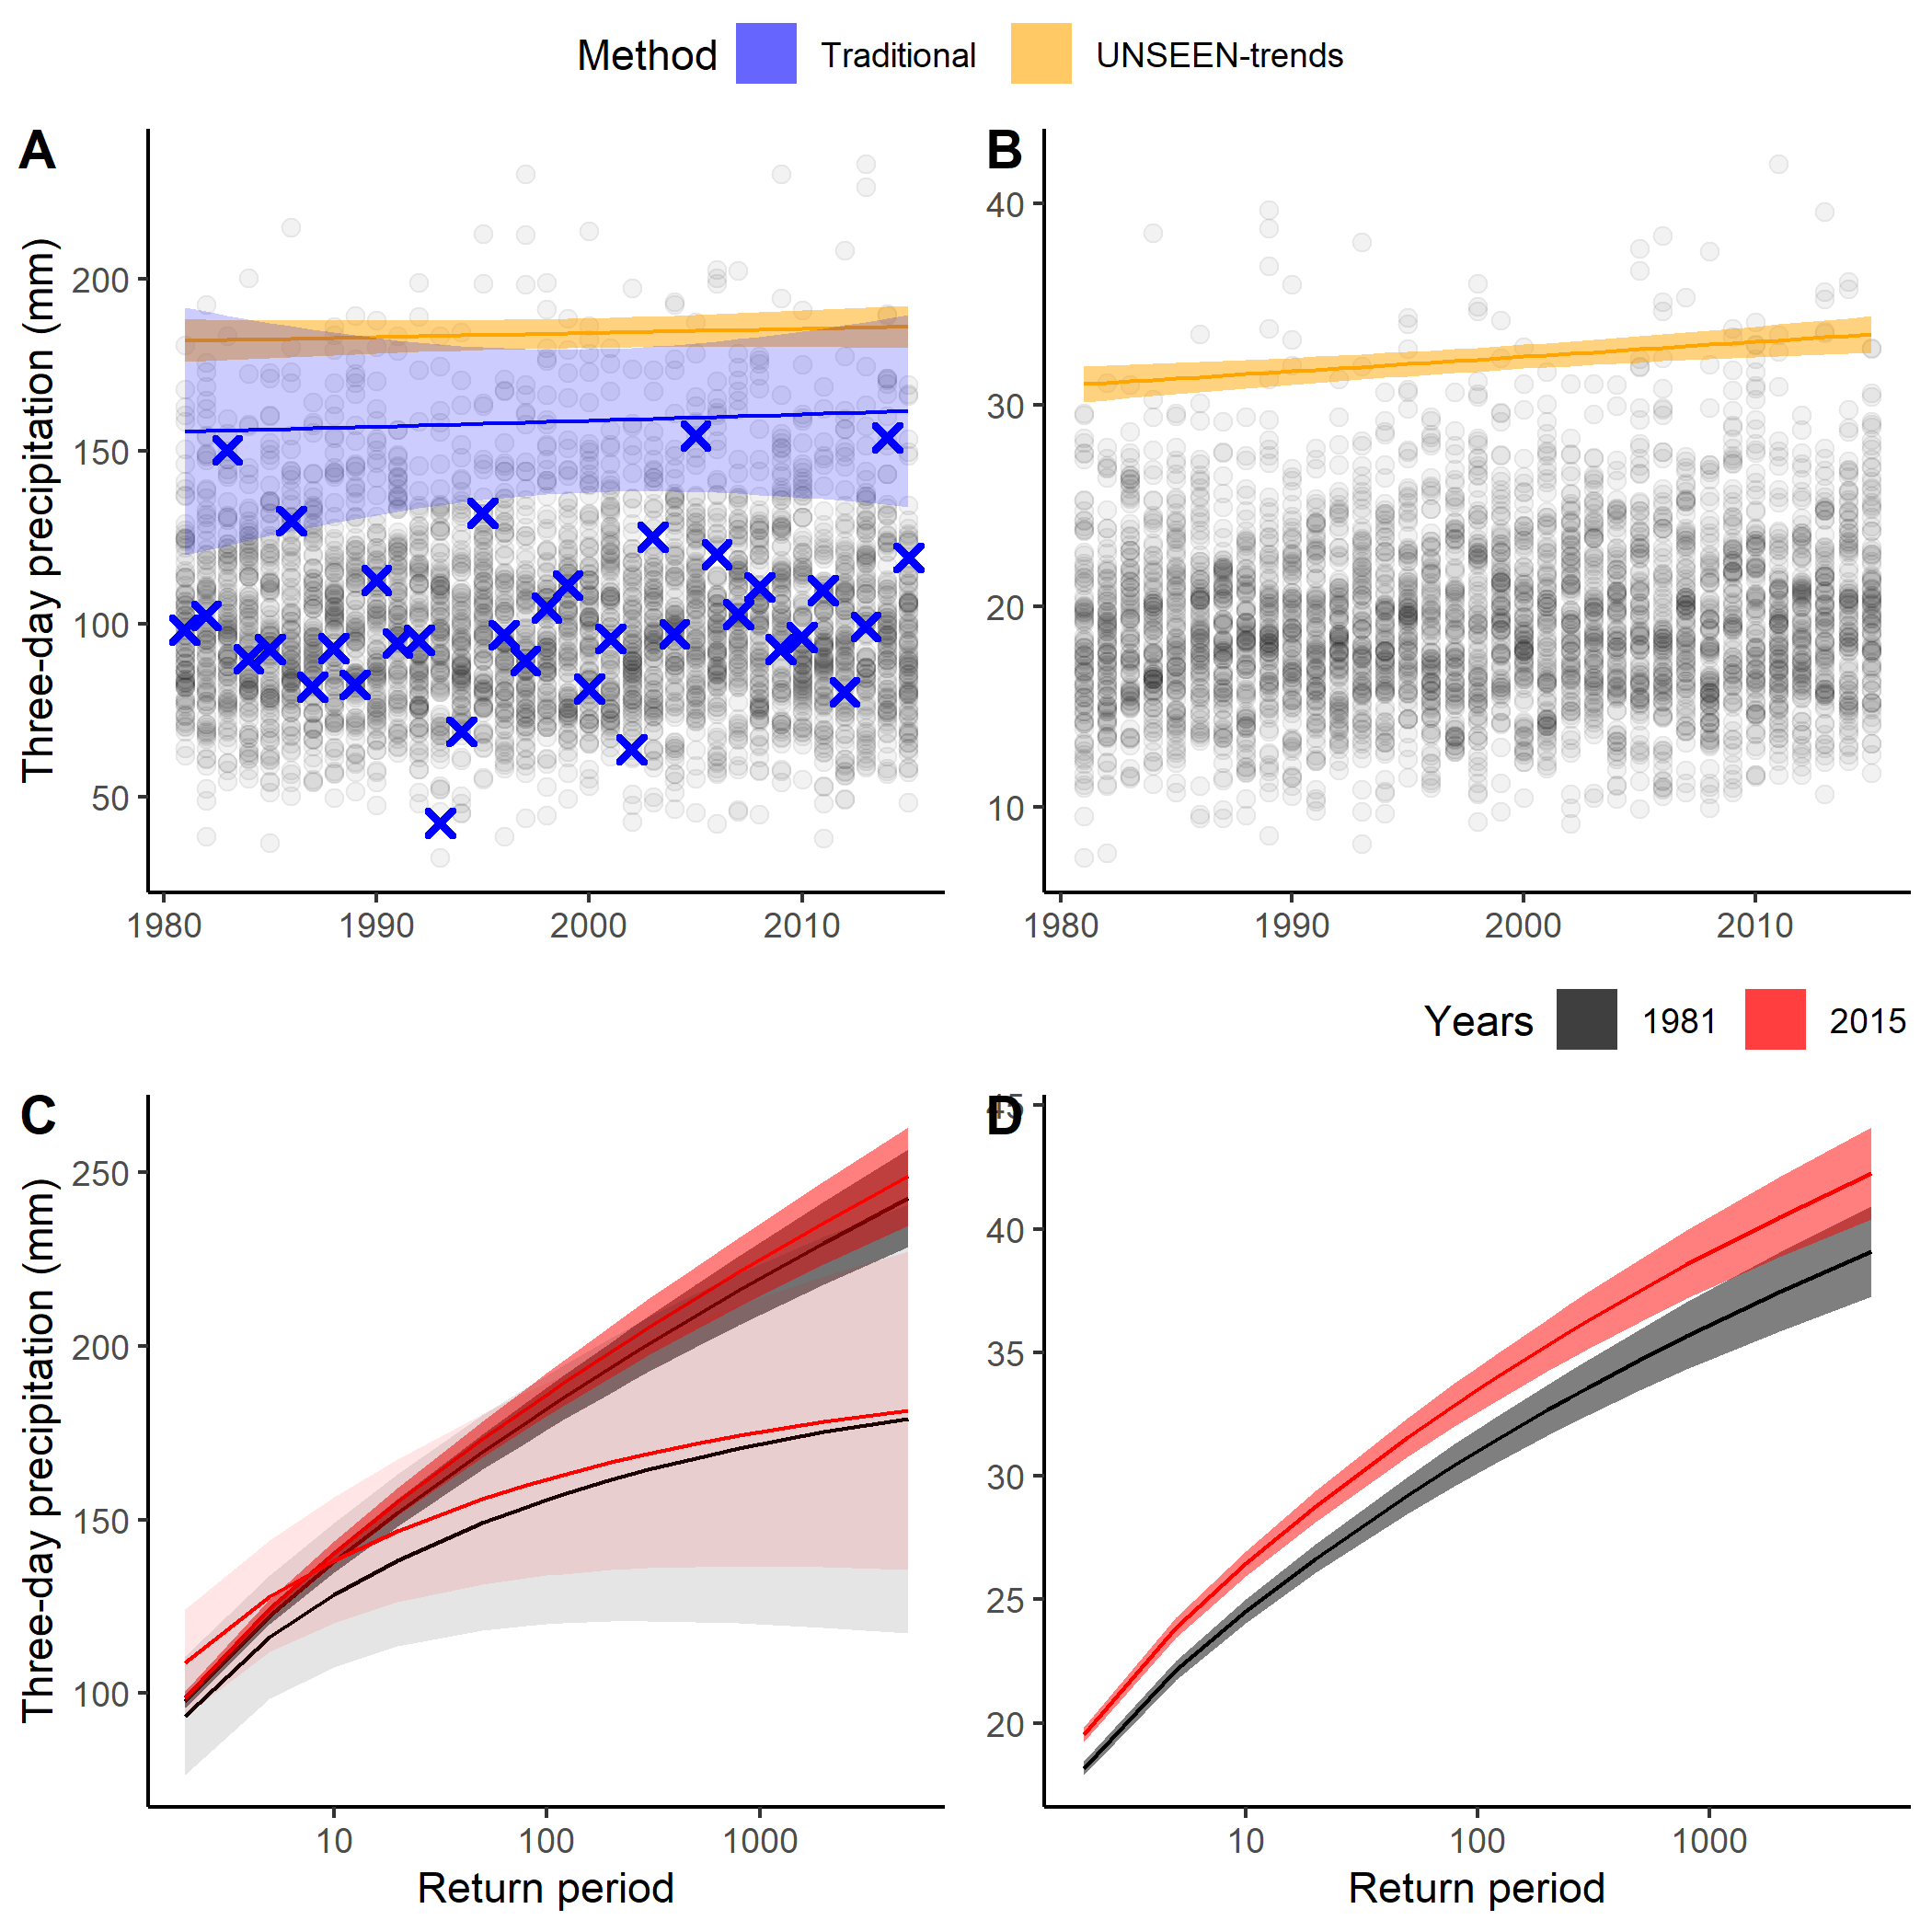 Method Traditional UNSEEN-trends
A
B
Three-day precipitation (mm)
200
150
100
50
1980 1990 2000 2010
40
30
20
10
1980 1990 2000 2010
Years 1981 2015
C
D
Three-day precipitation (mm)
250
200
150
100
10 100 1000
Return period
45
40
35
30
25
20
10 100 1000
Return period